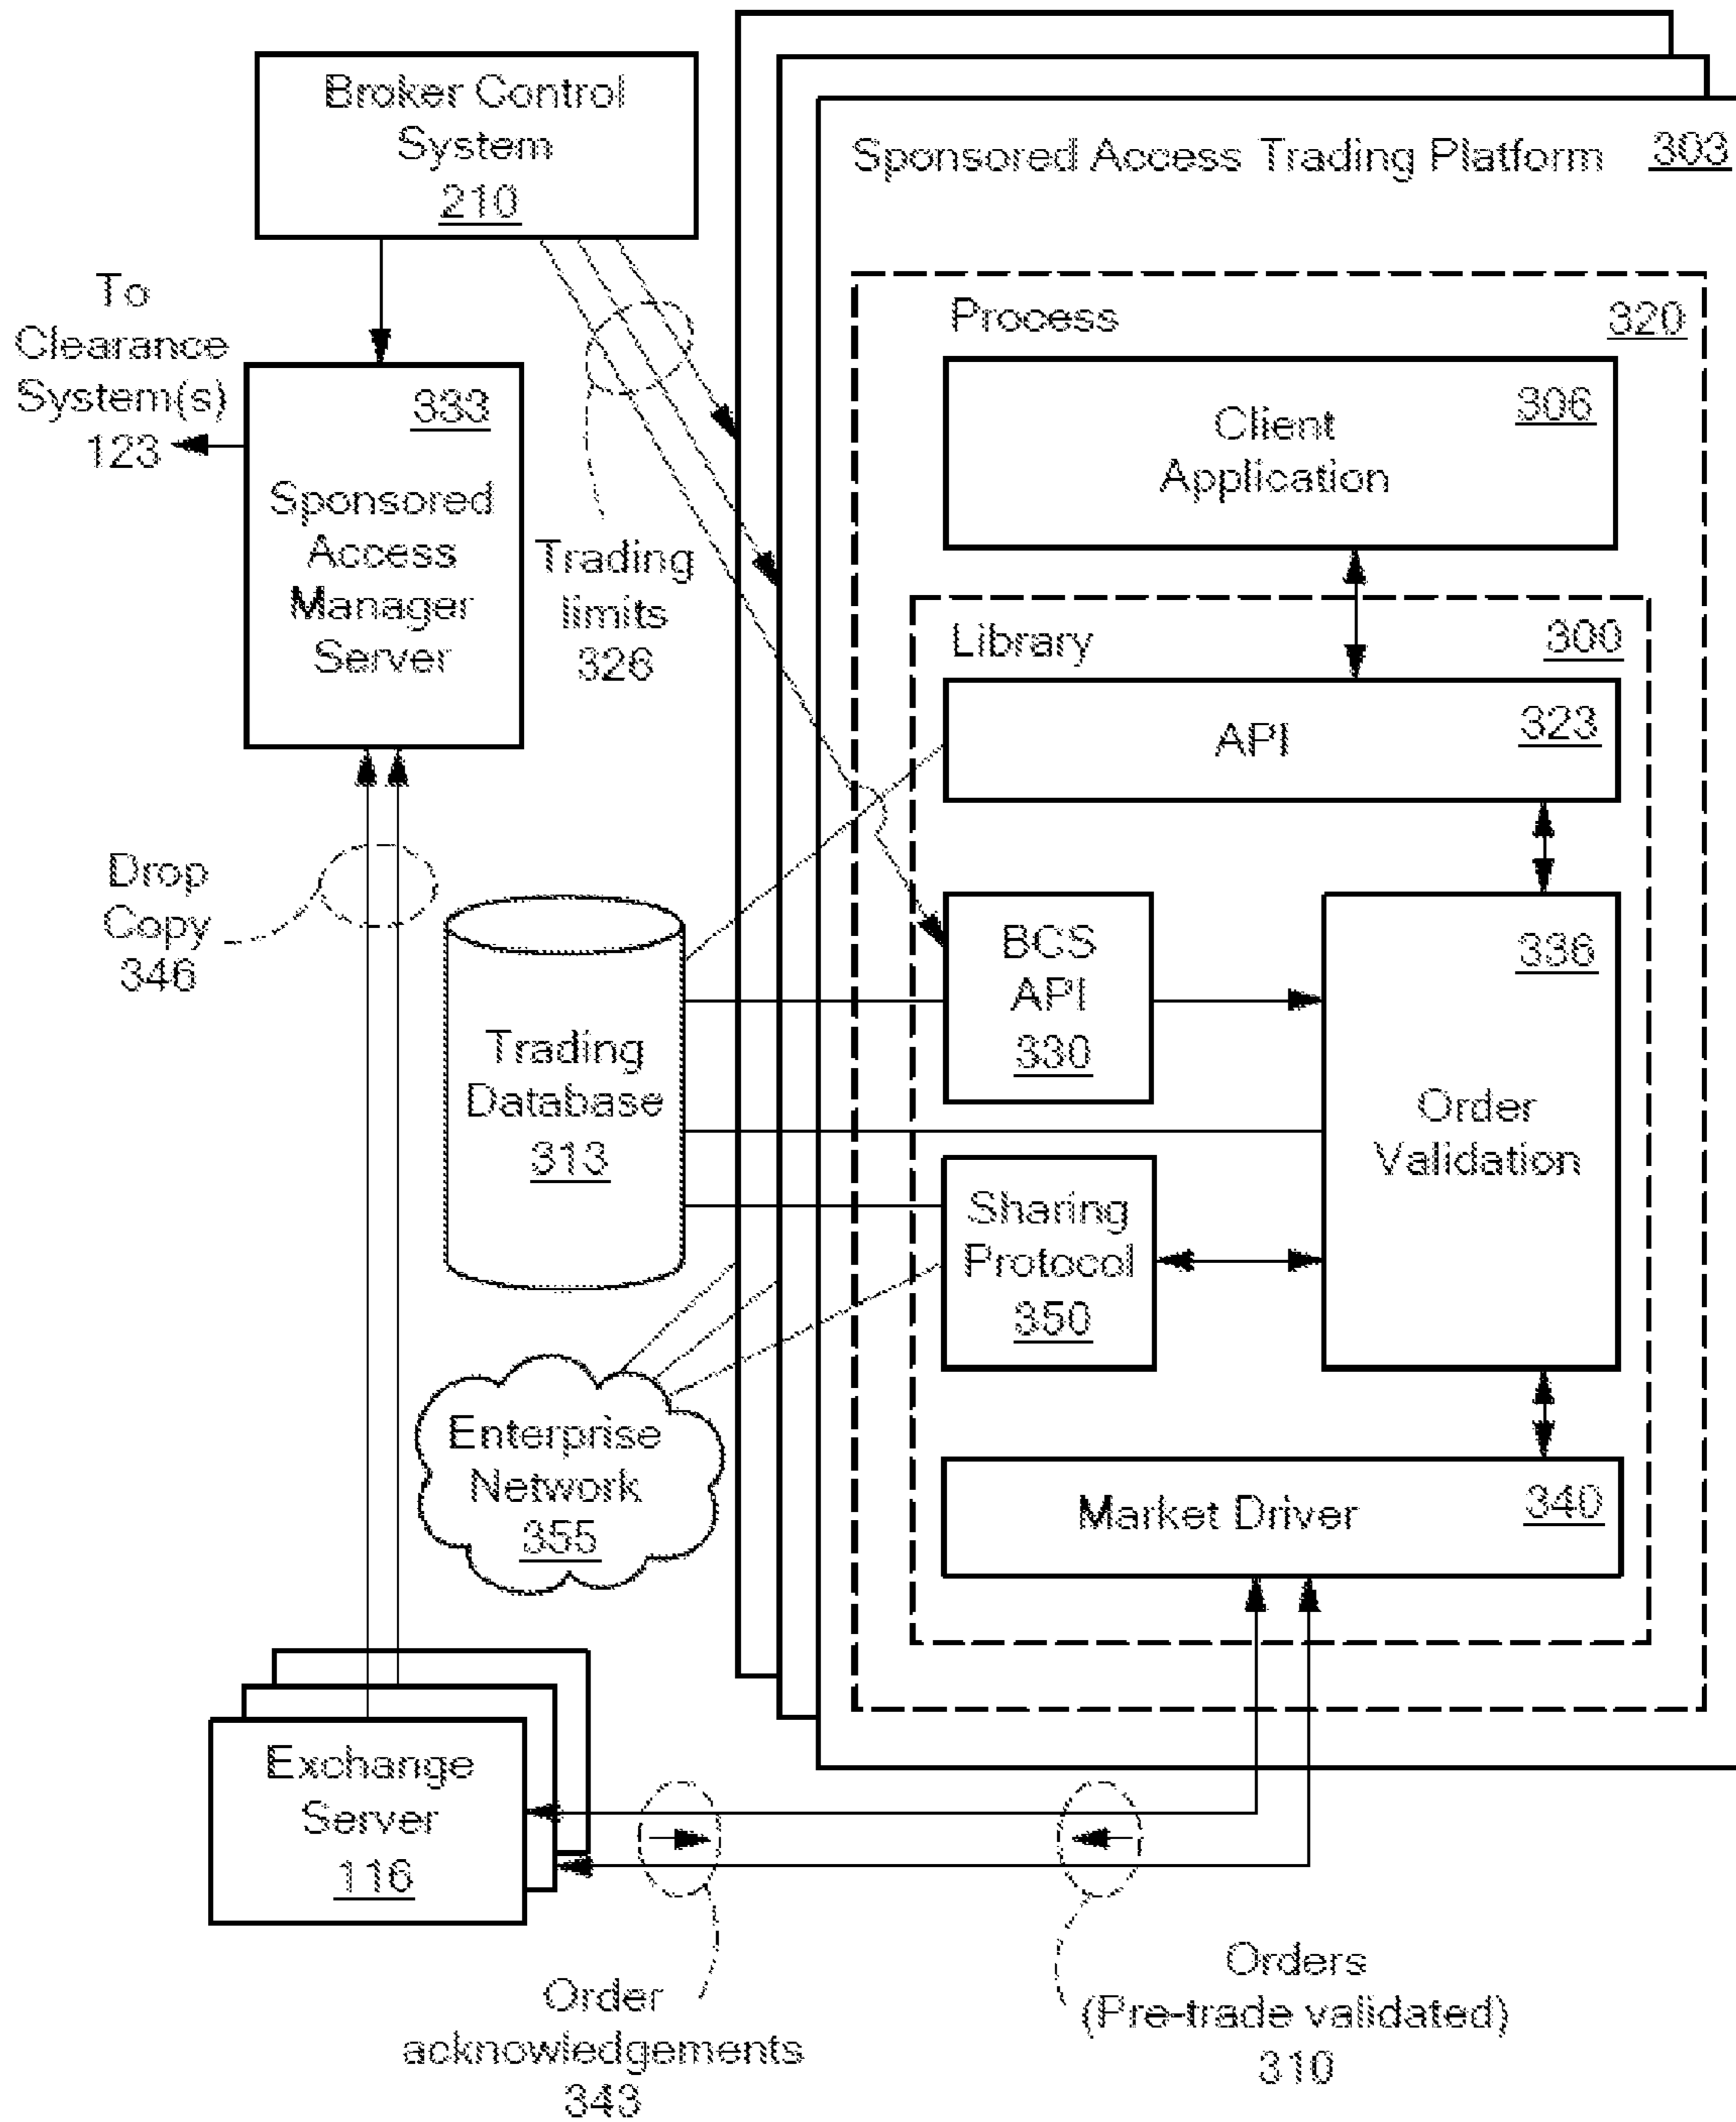 Broker Control
System
210
Sponsored Access Trading Platform 303
To
Clearance
System(s)
123
333
Sponsored
Access
Manager
Server
Trading
limits
326
Process 320
Client
Application
306
Library 300
API 323
Drop
Copy
346
Trading
Database
313
BCS
API
330
336
Order
Validation
Sharing
Protocol
350
Enterprise
Network
355
Market Driver 340
Exchange
Server
116
Order
acknowledgements
343
Orders
(Pre-trade validated)
310